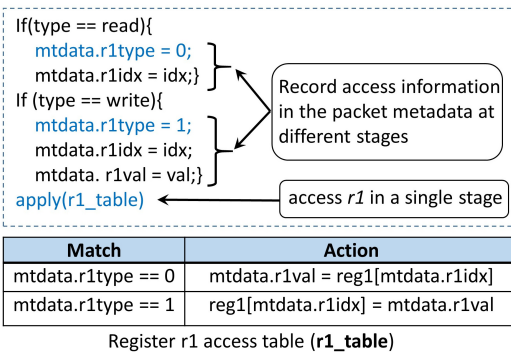 If(type == read){
mtdata.r1type = 0;
mtdata.r1idx = idx;}
If (type == write){
mtdata.r1type = 1;
mtdata.r1idx = idx;
mtdata. r1val = val;}
apply(r1_table)
Record access information
in the packet metadata at
different stages
access r1 in a single stage
Match Action
mtdata.r1type == 0 mtdata.r1val = reg1[mtdata.r1idx]
mtdata.r1type == 1 reg1[mtdata.r1idx] = mtdata.r1val
Register r1 access table (r1_table)